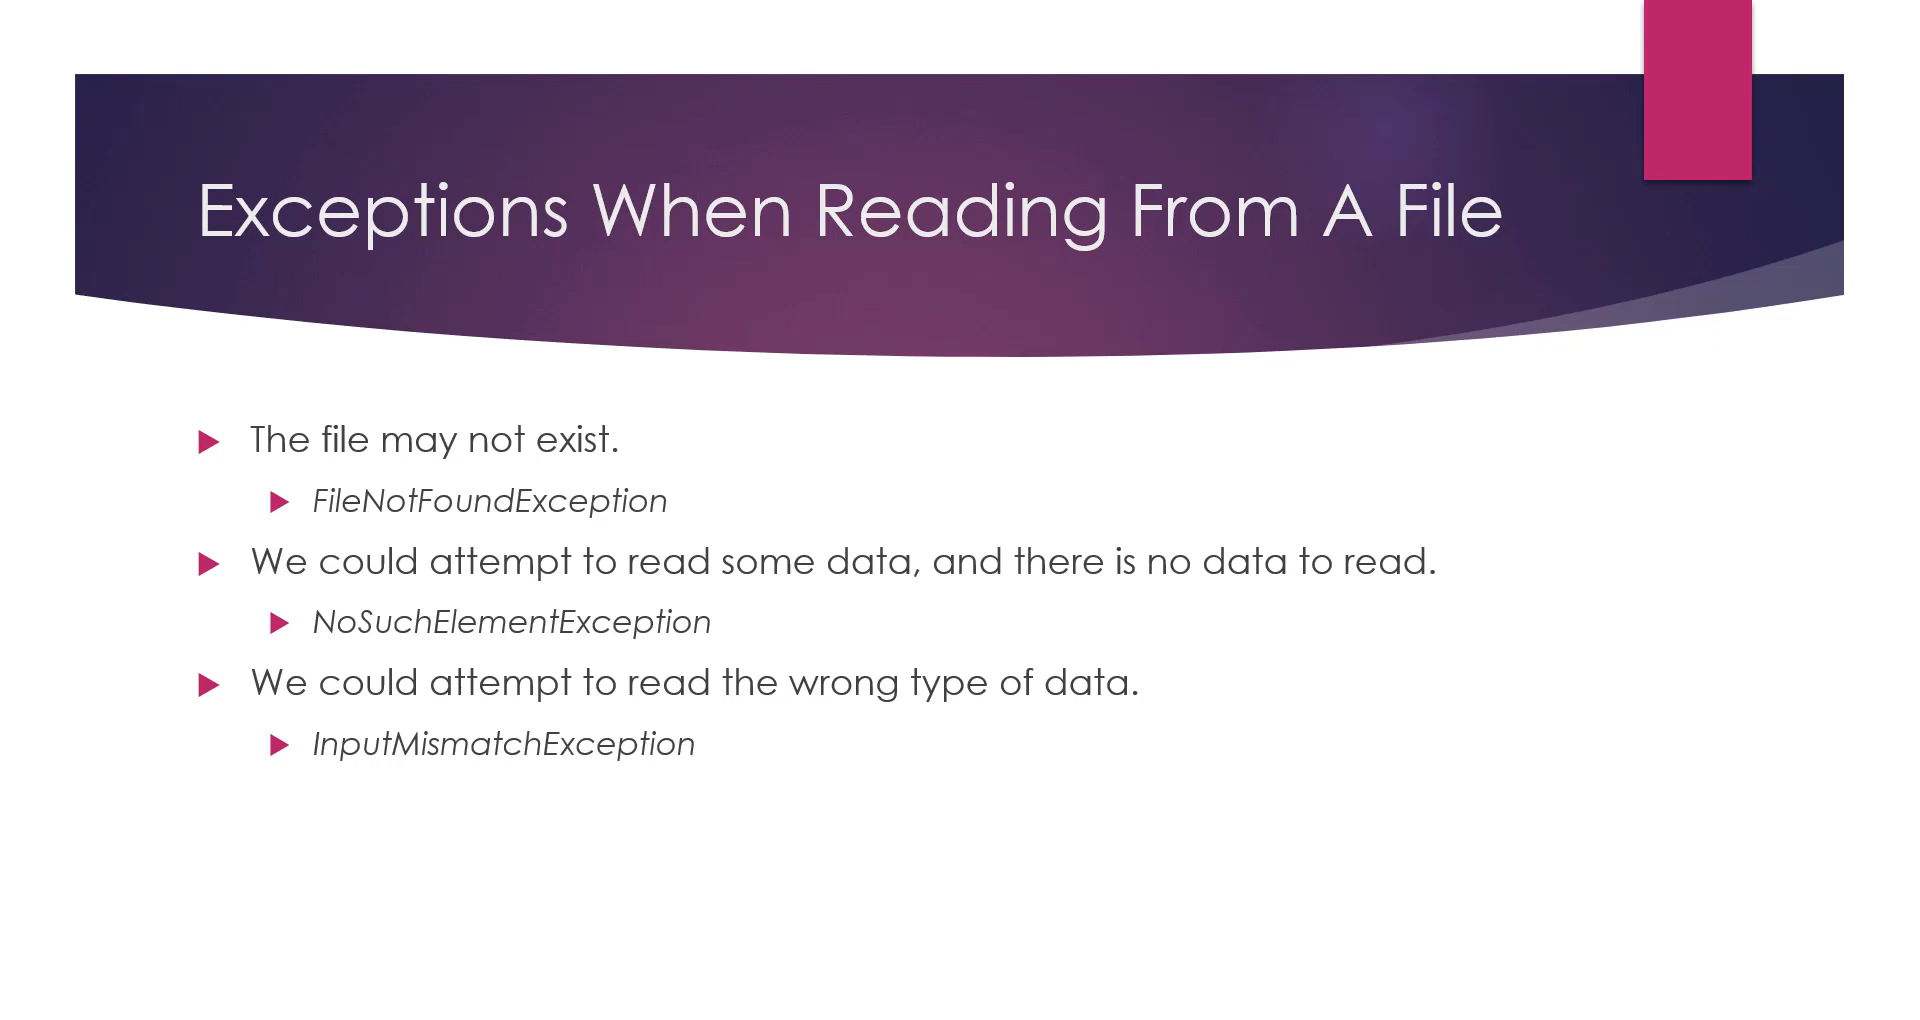 Exceptions When Reading From A File
The file may not exist.
FileNotFoundException
We could attempt to read some data, and there is no data to read.
NoSuchElementException
We could attempt to read the wrong type of data.
InputMismatchException